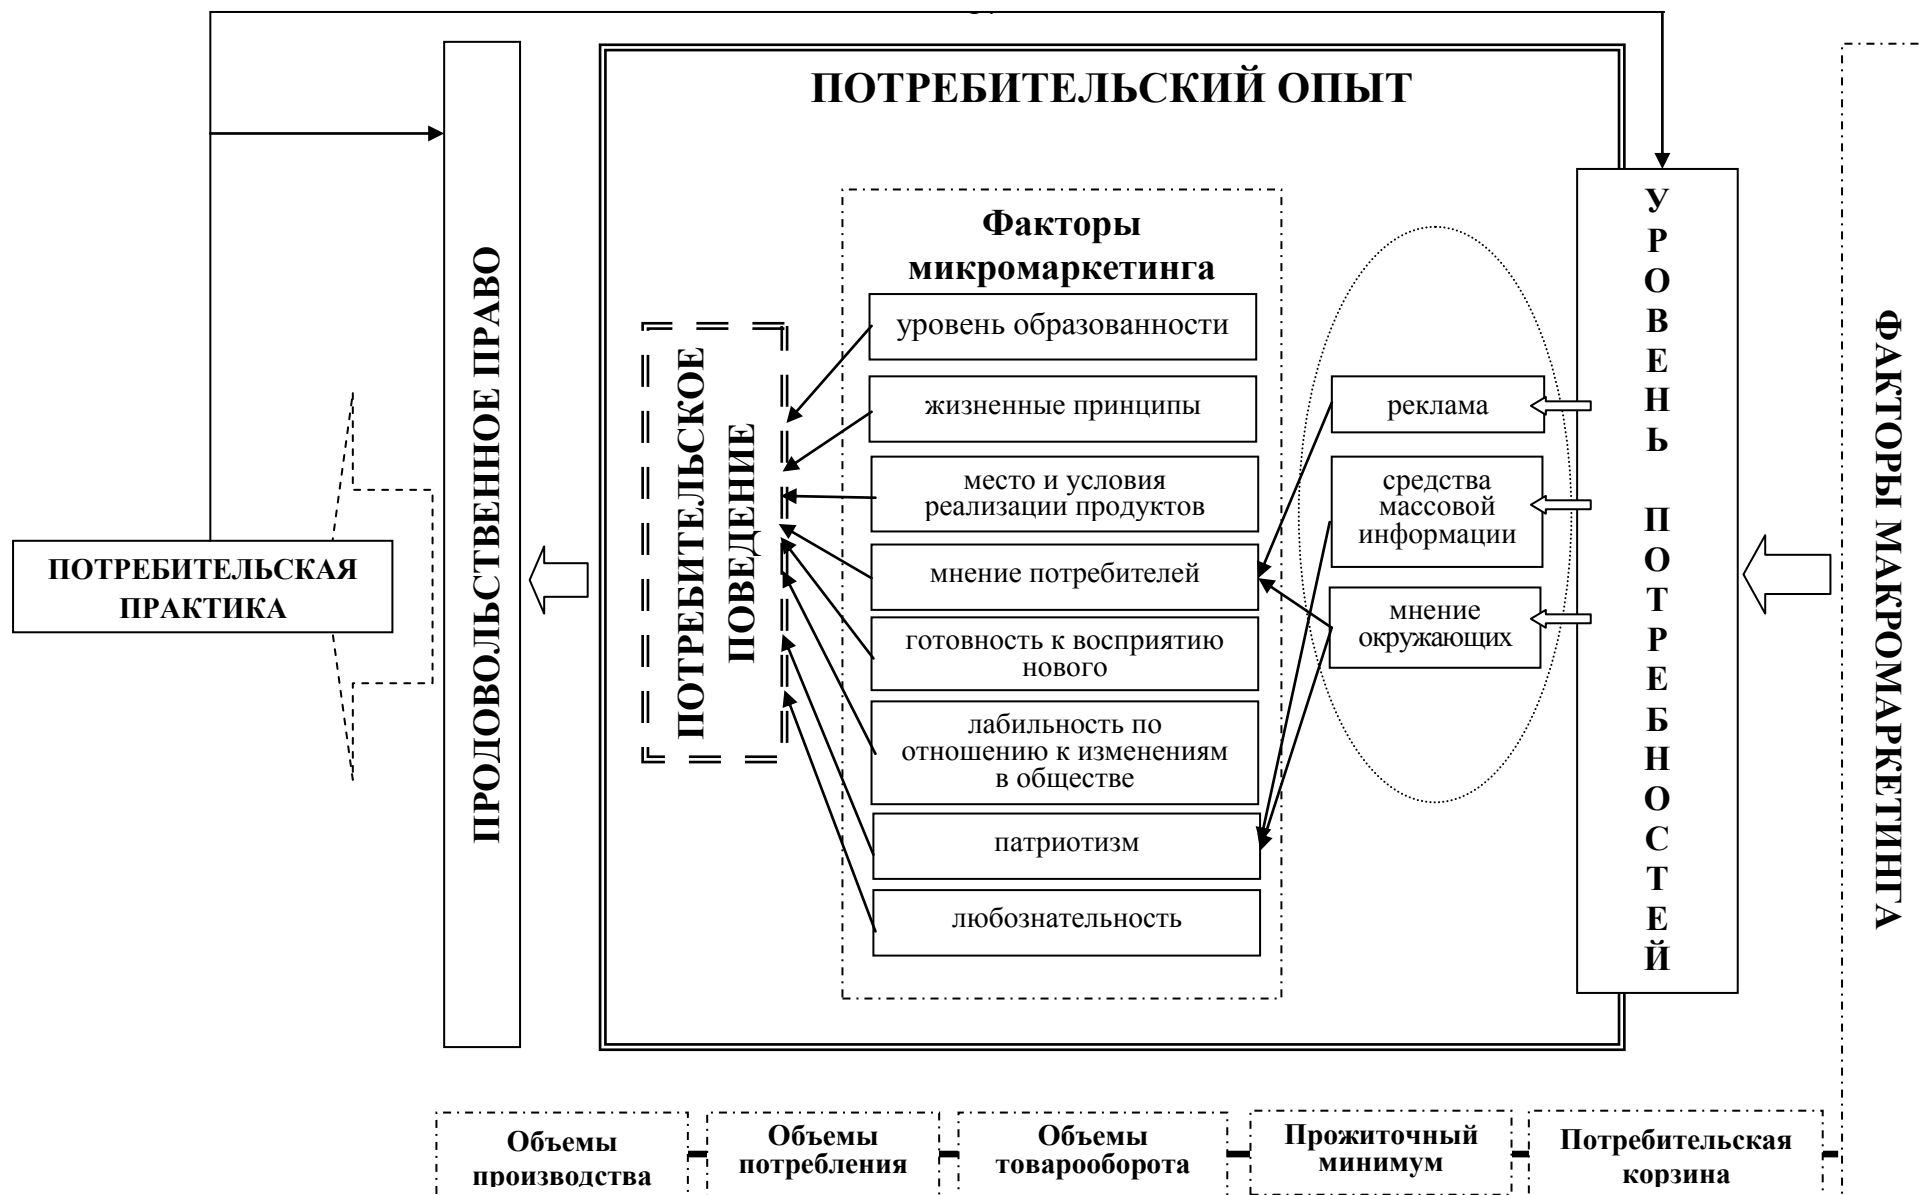 ПОТРЕБИТЕЛЬСКИЙ ОПЫТ
ПОТРЕБИТЕЛЬСКАЯ
ПРАКТИКА
ПРОДОВОЛЬСТВЕННОЕ ПРАВО
ПОТРЕБИТЕЛЬСКОЕ
ПОВЕДЕНИЕ
Факторы
микромаркетинга
уровень образованности
жизненные принципы
место и условия
реализации продуктов
мнение потребителей
готовность к восприятию
нового
лабильность по
отношению к изменениям
в обществе
патриотизм
любознательность
реклама
средства
массовой
информации
мнение
окружающих
УРОВЕНЬ ПОТРЕБНОСТЕЙ
ФАКТОРЫ МАКРОМАРКЕТИНГА
Объемы
производства
Объемы
потребления
Объемы
товарооборота
Прожиточный
минимум
Потребительская
корзина